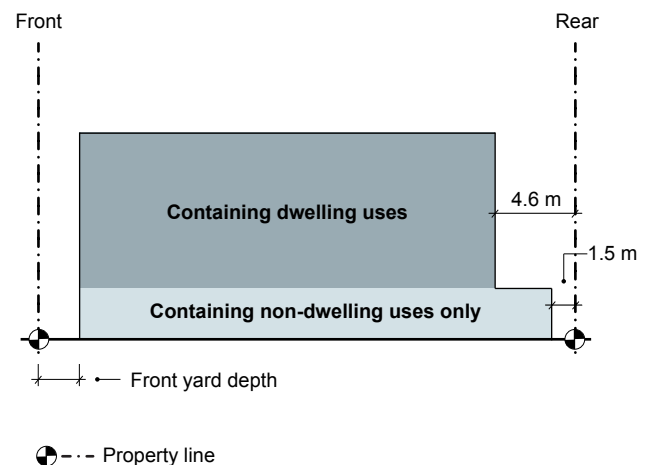 Front
Rear
4.6 m
Containing dwelling uses
1.5 m
Containing non-dwelling uses only
Front yard depth
Property line